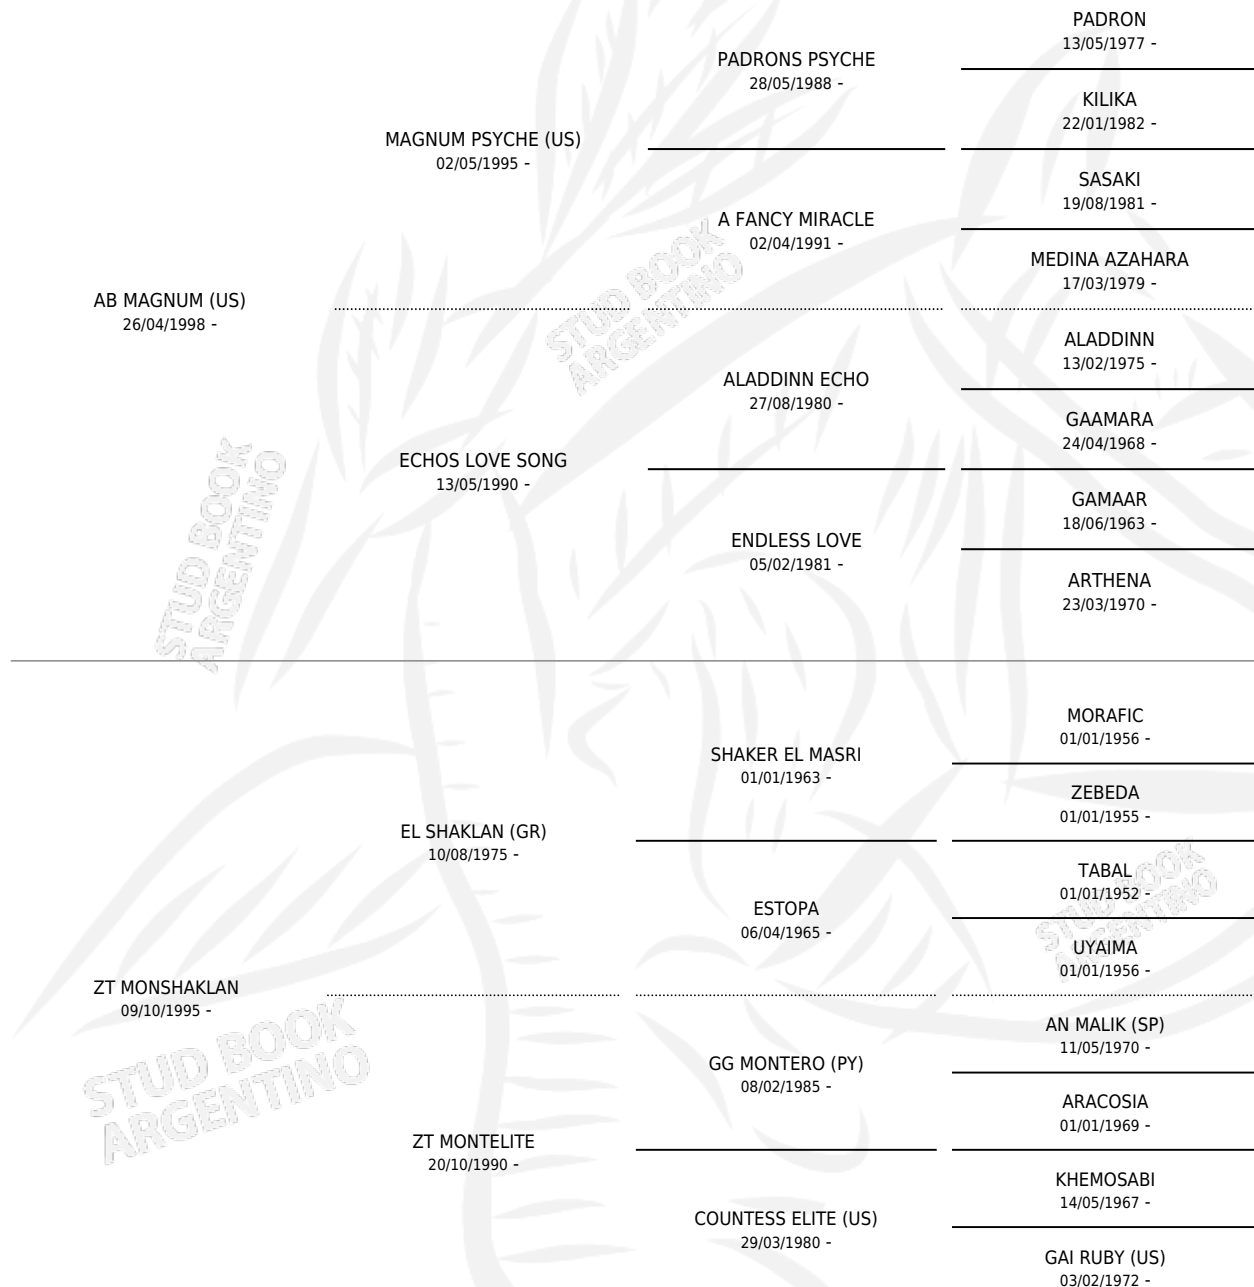 PADRON
13/05/1977 -
PADRONS PSYCHE
28/05/1988 -
KILIKA
22/01/1982 -
MAGNUM PSYCHE (US)
02/05/1995 -
SASAKI
19/08/1981 -
A FANCY MIRACLE
02/04/1991 -
MEDINA AZAHARA
17/03/1979 -
AB MAGNUM (US)
26/04/1998 -
STUD BOOK
ARGENTINO
ALADDINN
13/02/1975 -
ALADDINN ECHO
27/08/1980 -
GAAMARA
24/04/1968 -
ECHOS LOVE SONG
13/05/1990 -
GAMAAR
18/06/1963 -
ENDLESS LOVE
05/02/1981 -
ARTHENA
23/03/1970 -
STUD BOOK
ARGENTINO
MORAFIC
01/01/1956 -
SHAKER EL MASRI
01/01/1963 -
ZEBEDA
01/01/1955 -
EL SHAKLAN (GR)
10/08/1975 -
TABAL
01/01/1952 -
ESTOPA
06/04/1965 -
STUD BOOK
ARGENTINO
UYAIMA
01/01/1956 -
ZT MONSHAKLAN
09/10/1995 -
AN MALIK (SP)
11/05/1970 -
GG MONTERO (PY)
08/02/1985 -
STUD BOOK
ARGENTINO
ARACOSIA
01/01/1969 -
ZT MONTELITE
20/10/1990 -
KHEMOSABI
14/05/1967 -
COUNTESS ELITE (US)
29/03/1980 -
GAI RUBY (US)
03/02/1972 -